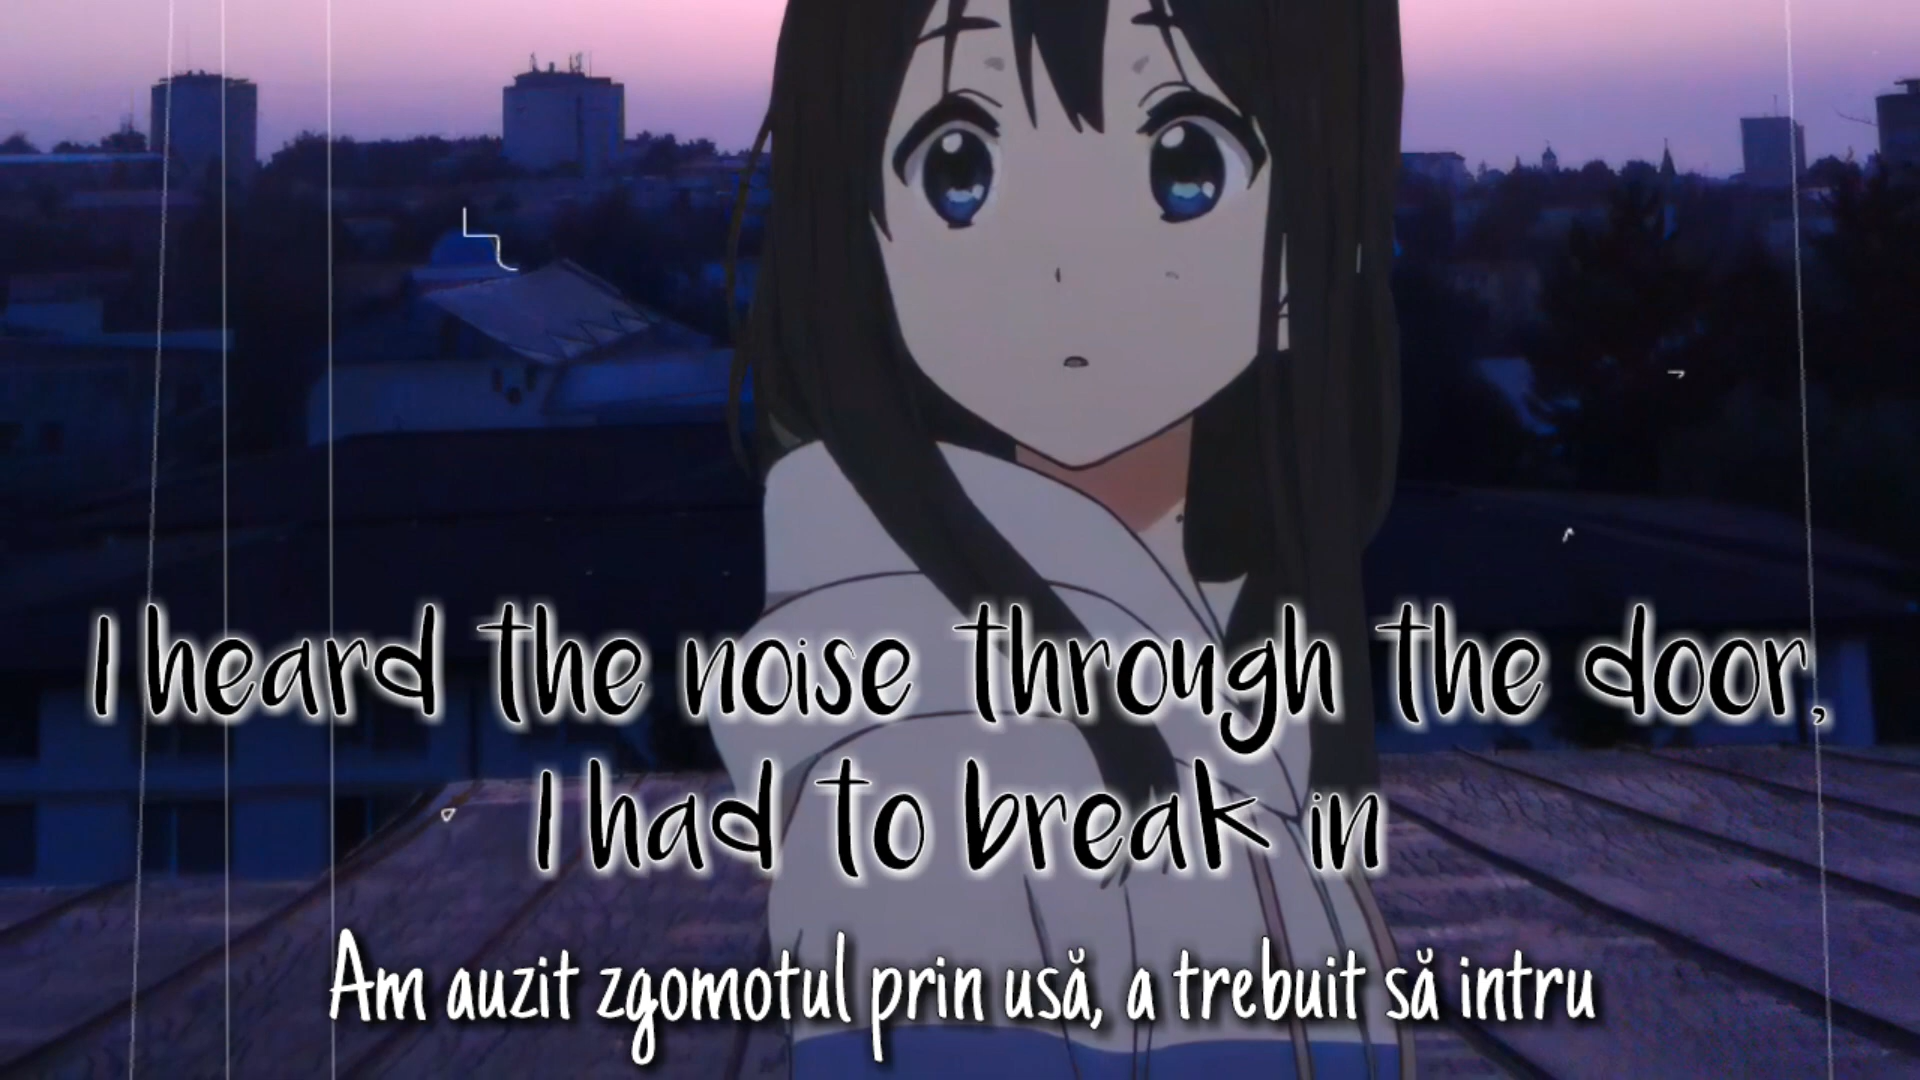 I heard the noise through the door,
I had to break in
Am auzit zgomotul prin usă, a trebuit să intru